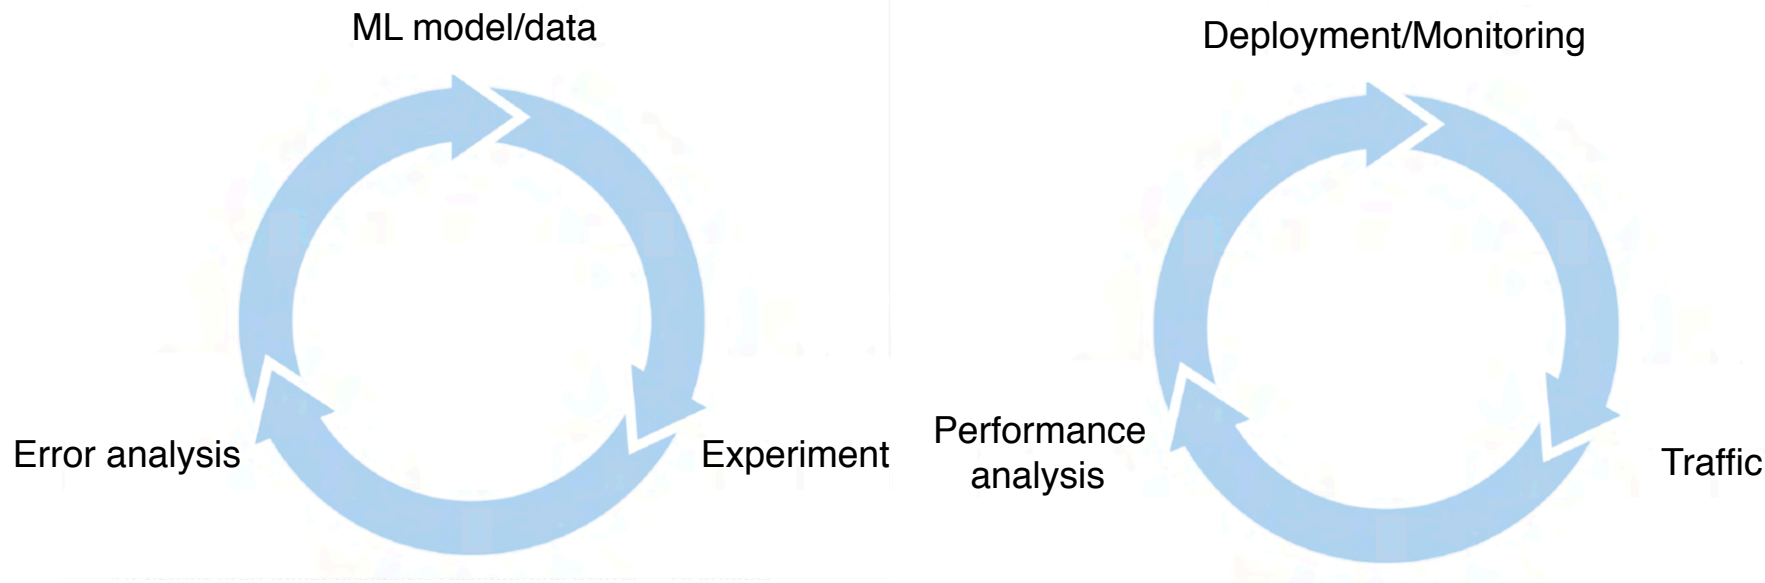 ML model/data
Experiment
Error analysis
Deployment/Monitoring
Traffic
Performance
analysis